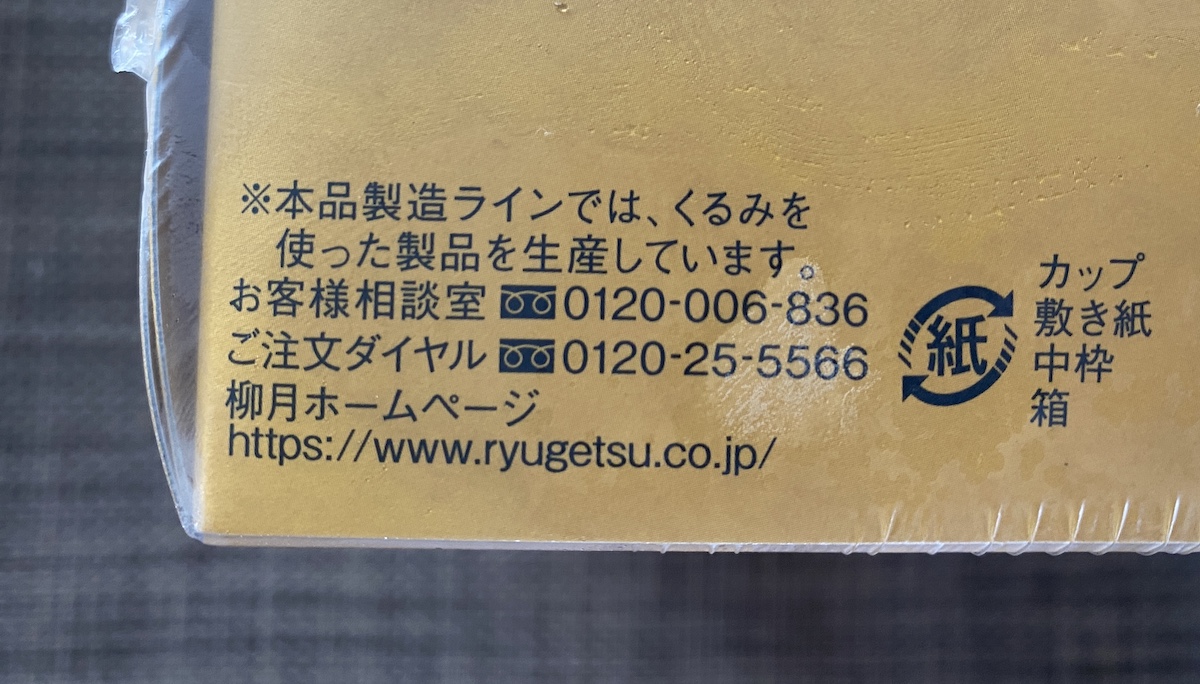 ※本品製造ラインでは、くるみを
使った製品を生産しています。
お客様相談室 0120-006-836
ご注文ダイヤル 0120-25-5566
柳月ホームページ
https://www.ryugetsu.co.jp/
紙
カップ
敷き紙
中枠
箱